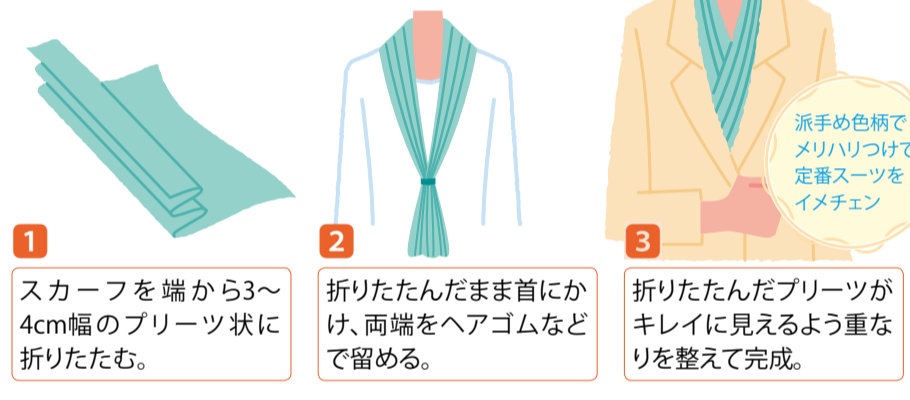 派手め色柄で
メリハリつけて
定番スーツを
イメチェン
1
スカーフを端から3〜
4cm幅のプリーツ状に
折りたたむ。
2
折りたたんだまま首にか
け、両端をヘアゴムなど
で留める。
3
折りたたんだプリーツが
キレイに見えるよう重な
りを整えて完成。